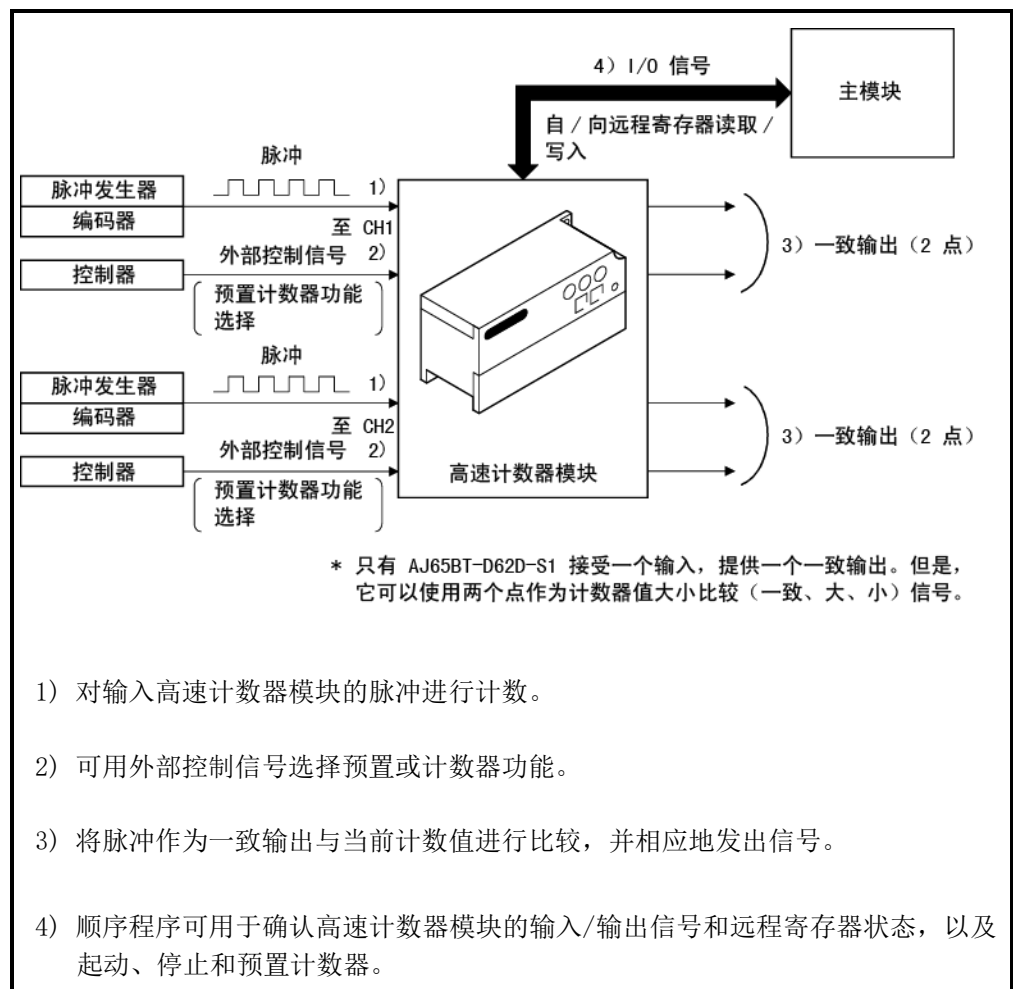 4）I/O 信号
主模块
自 / 向远程寄存器读取 /
写入
脉冲
脉冲发生器
1）
编码器
至 CH1
外部控制信号 2）
控制器
预置计数器功能
选择
3）一致输出（2 点）
脉冲
脉冲发生器
1）
编码器
至 CH2
外部控制信号 2）
控制器
预置计数器功能
选择
高速计数器模块
3）一致输出（2 点）
* 只有 AJ65BT-D62D-S1 接受一个输入，提供一个一致输出。但是，
它可以使用两个点作为计数器值大小比较（一致、大、小）信号。
1) 对输入高速计数器模块的脉冲进行计数。
2) 可用外部控制信号选择预置或计数器功能。
3) 将脉冲作为一致输出与当前计数值进行比较，并相应地发出信号。
4) 顺序程序可用于确认高速计数器模块的输入/输出信号和远程寄存器状态，以及
起动、停止和预置计数器。